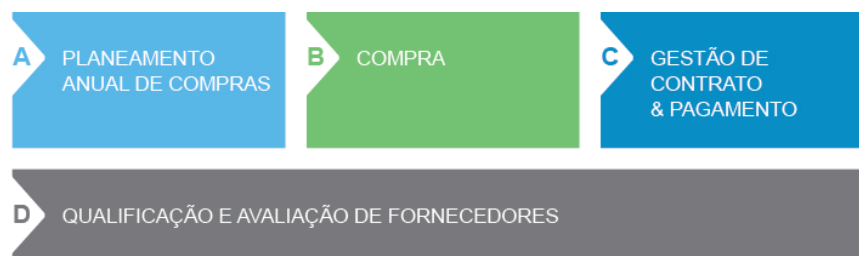 A PLANEAMENTO
ANUAL DE COMPRAS
B COMPRA
C GESTÃO DE
CONTRATO
& PAGAMENTO
D QUALIFICAÇÃO E AVALIAÇÃO DE FORNECEDORES